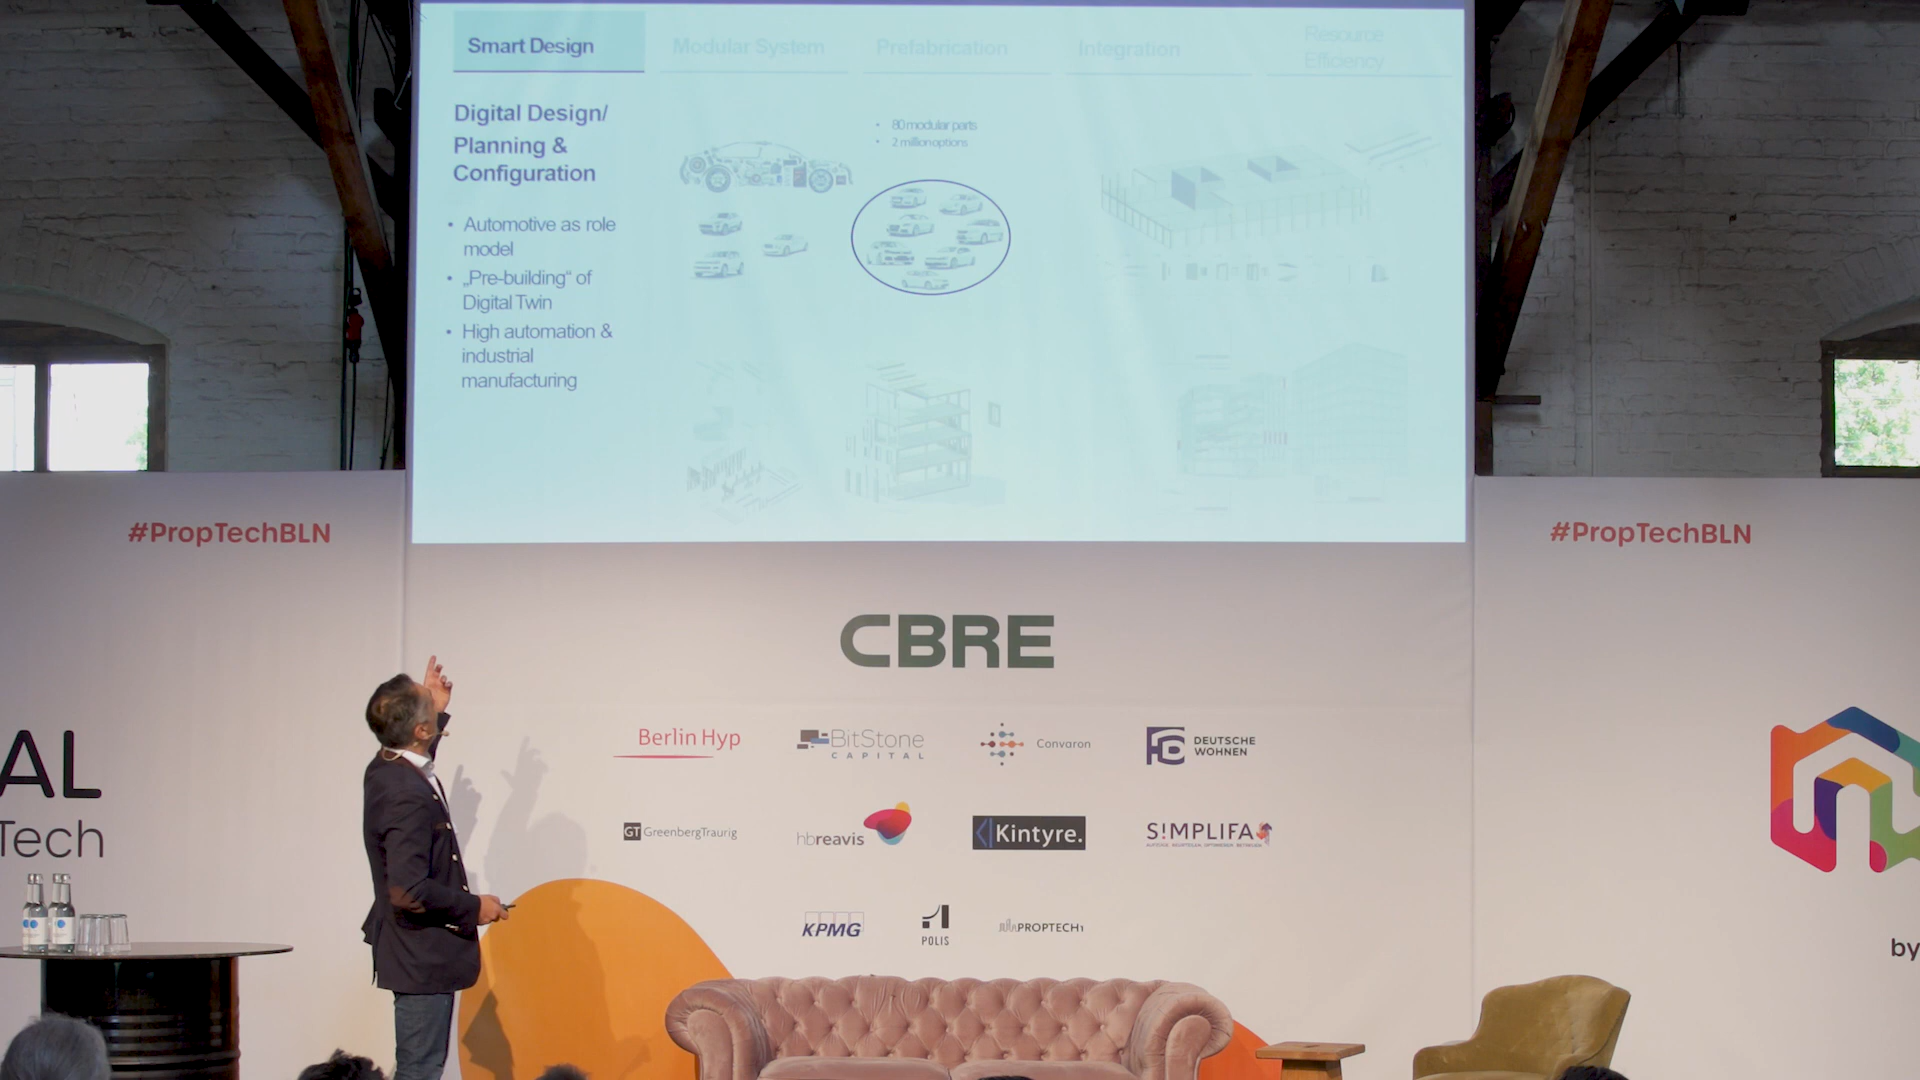 Smart Design
Modular System
Prefabrication
Integration
Resource
Efficiency
Digital Design/
Planning &
Configuration
• Automotive as role
model
• „Pre-building“ of
Digital Twin
• High automation &
industrial
manufacturing
• 80 modular parts
• 2 million options
#PropTechBLN
#PropTechBLN
CBRE
Berlin Hyp
BitStone
CAPITAL
Convaron
DEUTSCHE
WOHNEN
GT GreenbergTraurig
hbreavis
Kintyre.
S!MPLIFA
KPMG
POLIS
PROPTECH1
AL
Tech
by